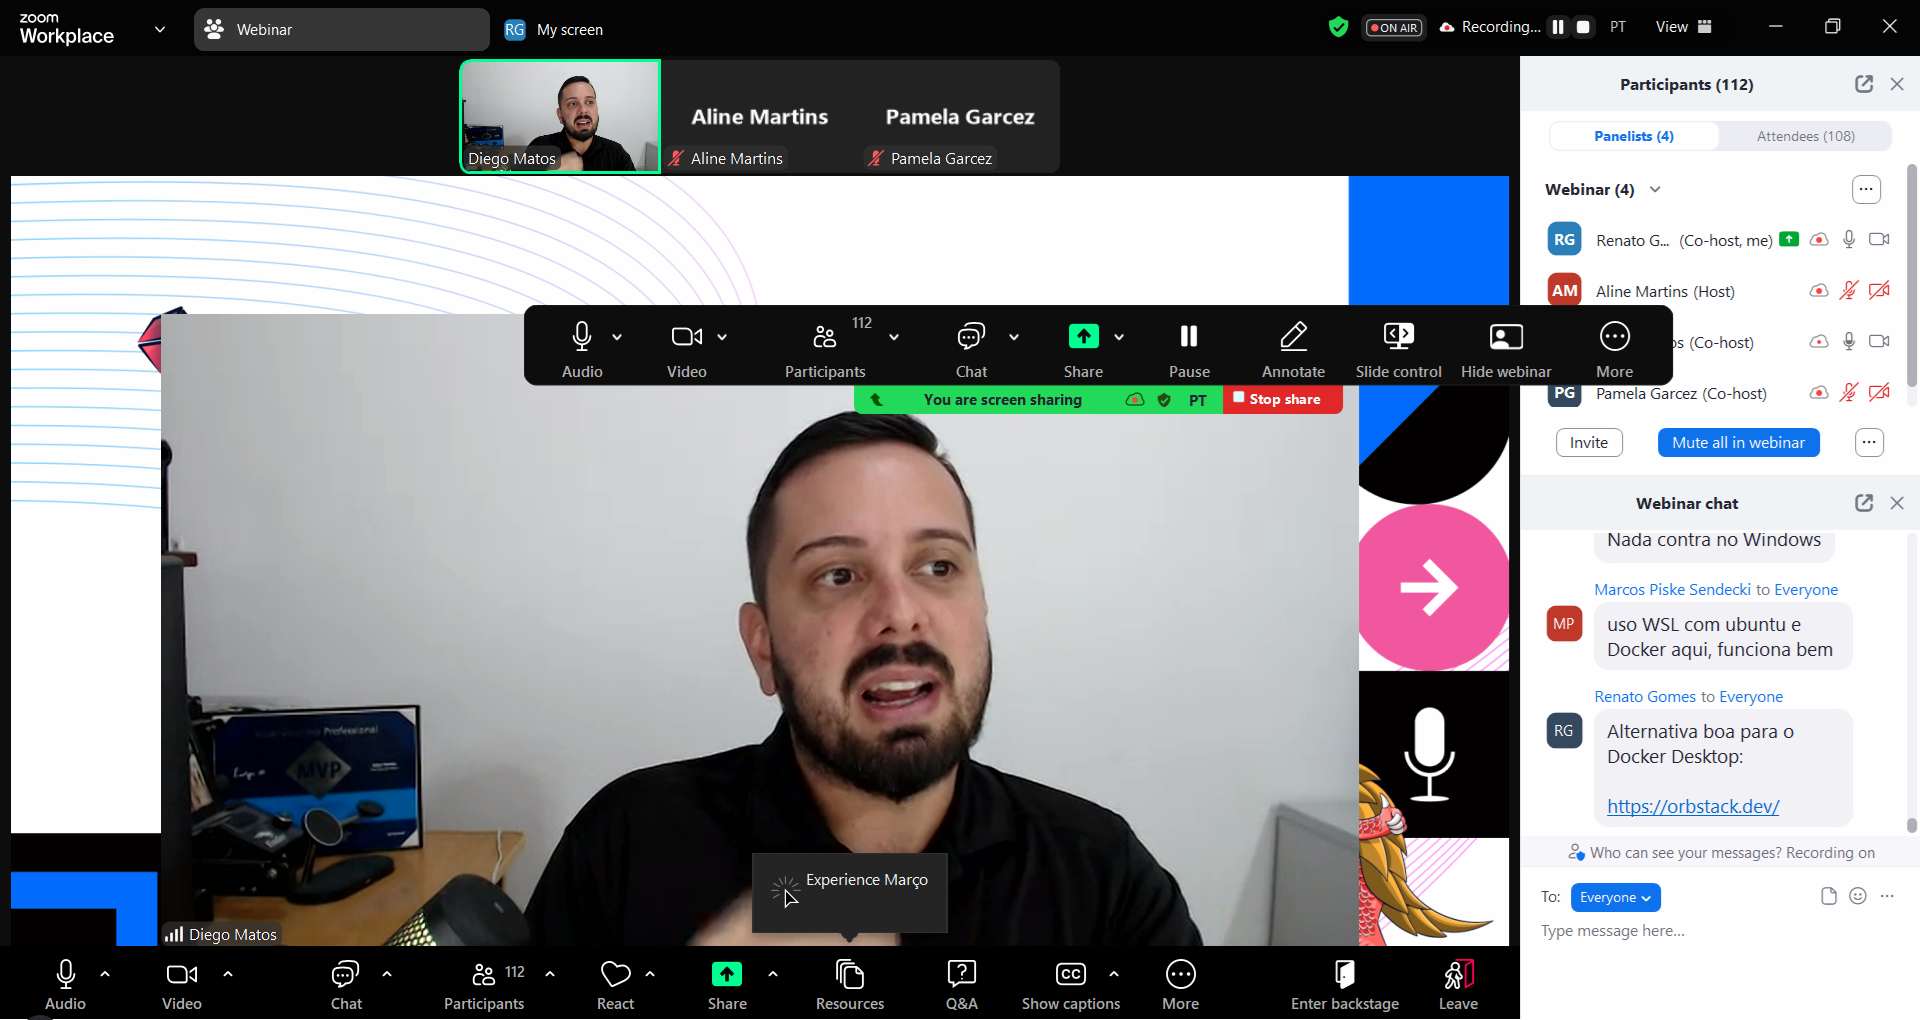 zoom
Workplace
Webinar
RG
My screen
ON AIR
Recording...
PT
View
Diego Matos
Aline Martins
Aline Martins
Pamela Garcez
Pamela Garcez
Participants (112)
Panelists (4)
Attendees (108)
Webinar (4)
RG
Renato G... (Co-host, me)
AM
Aline Martins (Host)
os (Co-host)
PG
Pamela Garcez (Co-host)
Invite
Mute all in webinar
Audio
Video
112
Participants
Chat
Share
Pause
Annotate
Slide control
Hide webinar
More
You are screen sharing
PT
Stop share
Professional
MVP
Diego Matos
Experience Março
Webinar chat
Nada contra no Windows
Marcos Piske Sendecki to Everyone
MP
uso WSL com ubuntu e
Docker aqui, funciona bem
Renato Gomes to Everyone
RG
Alternativa boa para o
Docker Desktop:
https://orbstack.dev/
Who can see your messages? Recording on
To:
Everyone
Type message here...
Audio
Video
Chat
112
Participants
React
Share
Resources
Q&A
CC
Show captions
More
Enter backstage
Leave